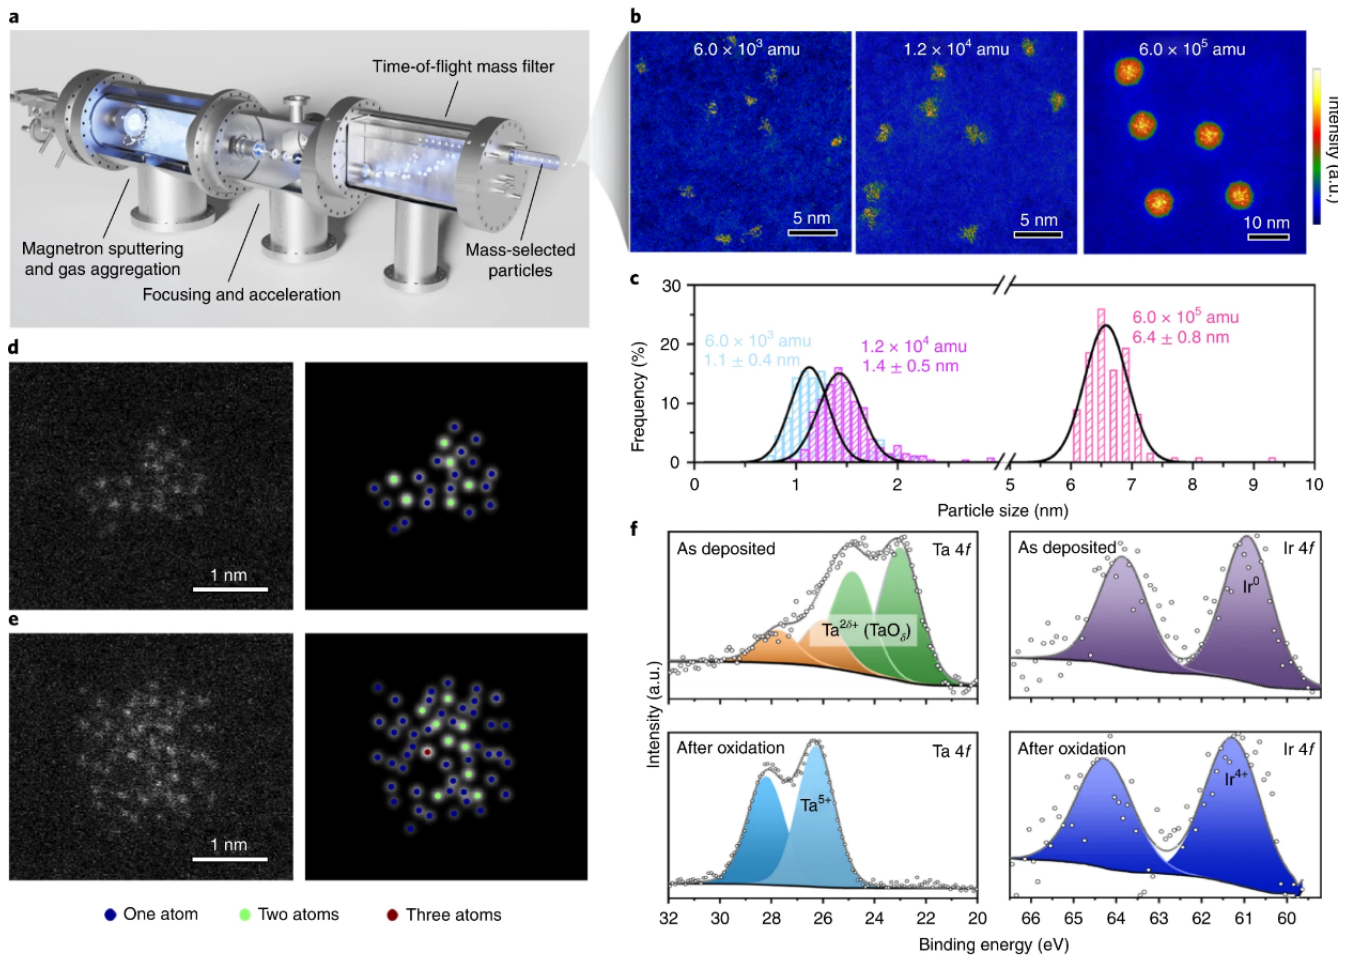 a
Time-of-flight mass filter
Magnetron sputtering
and gas aggregation
Focusing and acceleration
Mass-selected
particles
b
6.0 × 10³ amu
1.2 × 10⁴ amu
6.0 × 10⁵ amu
5 nm
5 nm
10 nm
Intensity (a.u.)
c
30
20
10
0
Frequency (%)
6.0 × 10³ amu
1.1 ± 0.4 nm
1.2 × 10⁴ amu
1.4 ± 0.5 nm
6.0 × 10⁵ amu
6.4 ± 0.8 nm
0 1 2 5 6 7 8 9 10
Particle size (nm)
d
1 nm
e
1 nm
One atom Two atoms Three atoms
f
As deposited Ta 4f
Ta²ᵟ⁺ (TaOδ)
As deposited Ir 4f
Ir⁰
Intensity (a.u.)
After oxidation Ta 4f
Ta⁵⁺
After oxidation Ir 4f
Ir⁴⁺
32 30 28 26 24 22 20
66 65 64 63 62 61 60
Binding energy (eV)